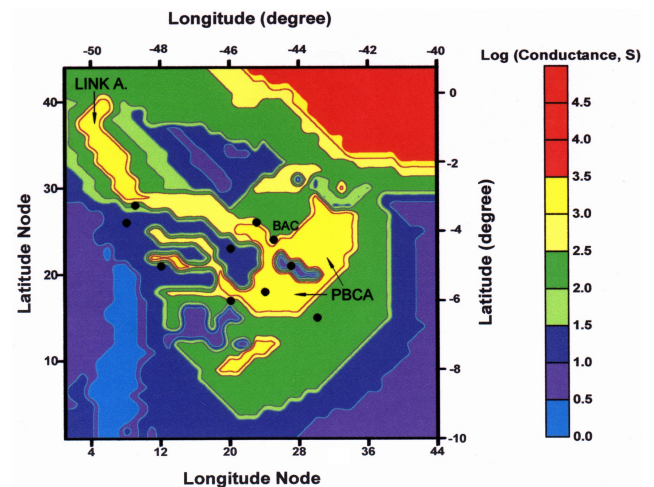 Longitude (degree)
-50 -48 -46 -44 -42 -40
Log (Conductance, S)
LINK A.
BAC
PBCA
40
30
20
10
Latitude Node
0
-2
-4
-6
-8
-10
Latitude (degree)
4 12 20 28 36 44
Longitude Node
4.5
4.0
3.5
3.0
2.5
2.0
1.5
1.0
0.5
0.0